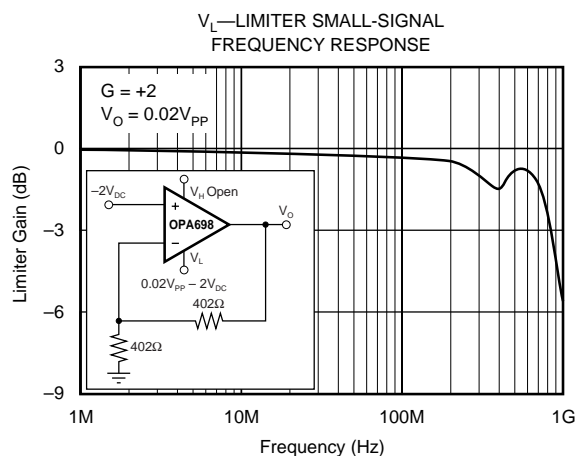 V_L—LIMITER SMALL-SIGNAL
FREQUENCY RESPONSE
3
0
–3
–6
–9
Limiter Gain (dB)
G = +2
V_O = 0.02V_PP
–2V_DC
V_H Open
V_O
+
OPA698
–
V_L
0.02V_PP – 2V_DC
402Ω
402Ω
1M
10M
100M
1G
Frequency (Hz)